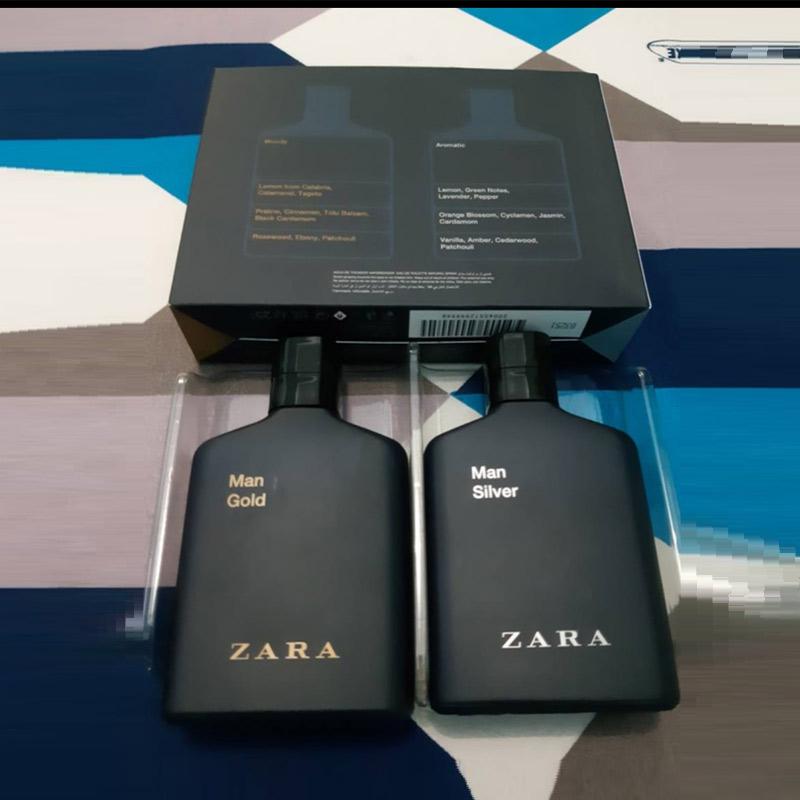 Woody
Lemon from Calabria,
Calamansi, Tagete
Praline, Cinnamon, Tolu Balsam,
Black Cardamom
Rosewood, Ebony, Patchouli
Aromatic
Lemon, Green Notes,
Lavender, Pepper
Orange Blossom, Cyclamen, Jasmin,
Cardamom
Vanilla, Amber, Cedarwood,
Patchouli
Man
Gold
ZARA
Man
Silver
ZARA